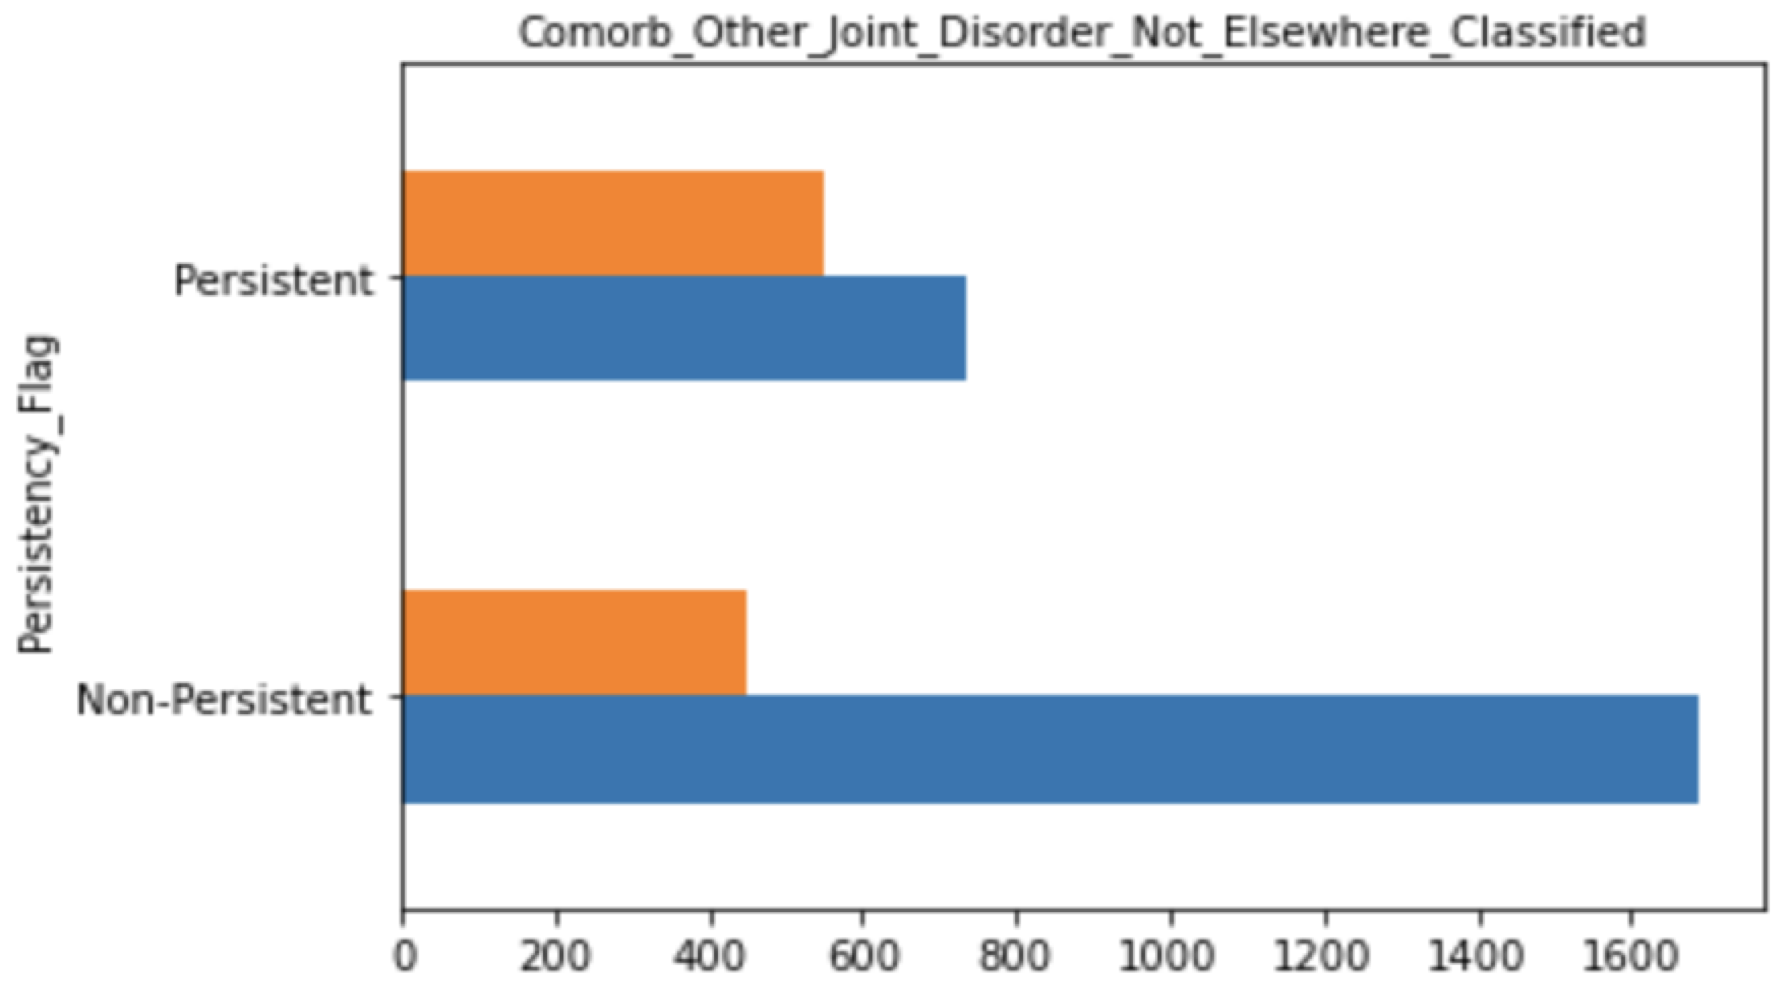 Comorb_Other_Joint_Disorder_Not_Elsewhere_Classified
Persistent
Persistency_Flag
Non-Persistent
0 200 400 600 800 1000 1200 1400 1600